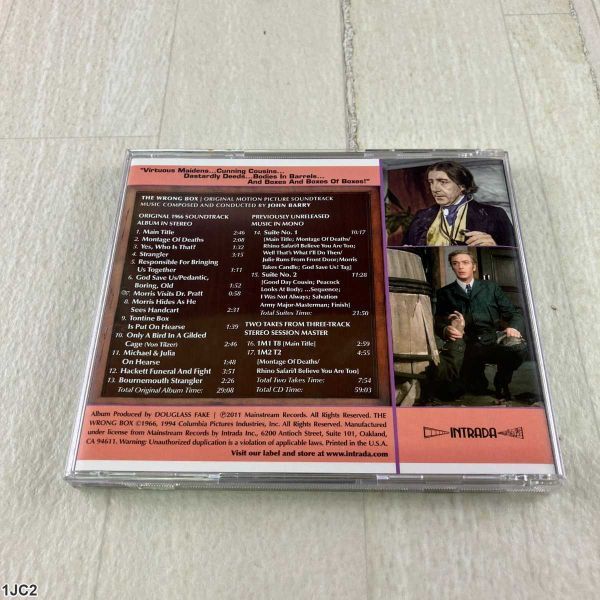 "Virtuous Maidens...Cunning Cousins...
Dastardly Deeds...Bodies In Barrels...
And Boxes And Boxes Of Boxes!"
THE WRONG BOX | ORIGINAL MOTION PICTURE SOUNDTRACK
MUSIC COMPOSED AND CONDUCTED BY JOHN BARRY
ORIGINAL 1966 SOUNDTRACK
ALBUM IN STEREO
1. Main Title 2:46
2. Montage Of Deaths 2:08
3. Yes, Who Is That? 1:32
4. Strangler 1:15
5. Responsible For Bringing
Us Together 1:11
6. God Save Us/Pedantic,
Boring, Old 1:52
7. Morris Visits Dr. Pratt 0:58
8. Morris Hides As He
Sees Handcart 2:31
9. Tontine Box
Is Put On Hearse 1:39
10. Only A Bird In A Gilded
Cage (Von Tilzer)
11. Michael & Julia
On Hearse 1:48
12. Hackett Funeral And Fight 3:51
13. Bournemouth Strangler 2:26
Total Original Album Time: 29:08
PREVIOUSLY UNRELEASED
MUSIC IN MONO
14. Suite No. 1 10:17
[Main Title; Montage Of Deaths/
Rhino Safari/I Believe You Are Too;
Well That's What I'll Do Then/
Julie Runs From Front Door;Morris
Takes Candle; God Save Us! Tag]
15. Suite No. 2 11:28
[Good Day Cousin; Peacock
Looks At Body; ...Sequence;
I Was Not Always; Salvation
Army Major-Masterman; Finish]
Total Suites Time: 21:50
TWO TAKES FROM THREE-TRACK
STEREO SESSION MASTER
16. 1M1 T8 [Main Title] 2:59
17. 1M2 T2 4:55
[Montage Of Deaths/
Rhino Safari/I Believe You Are Too]
Total Two Takes Time: 7:54
Total CD Time: 59:03
Album Produced by DOUGLASS FAKE | ℗2011 Mainstream Records. All Rights Reserved. THE
WRONG BOX ©1966, 1994 Columbia Pictures Industries, Inc. All Rights Reserved. Manufactured
under license from Mainstream Records by Intrada Inc., 6200 Antioch Street, Suite 101, Oakland,
CA 94611. Warning: Unauthorized duplication is a violation of applicable laws. Printed in the U.S.A.
Visit our label and store at www.intrada.com
INTRADA
1JC2